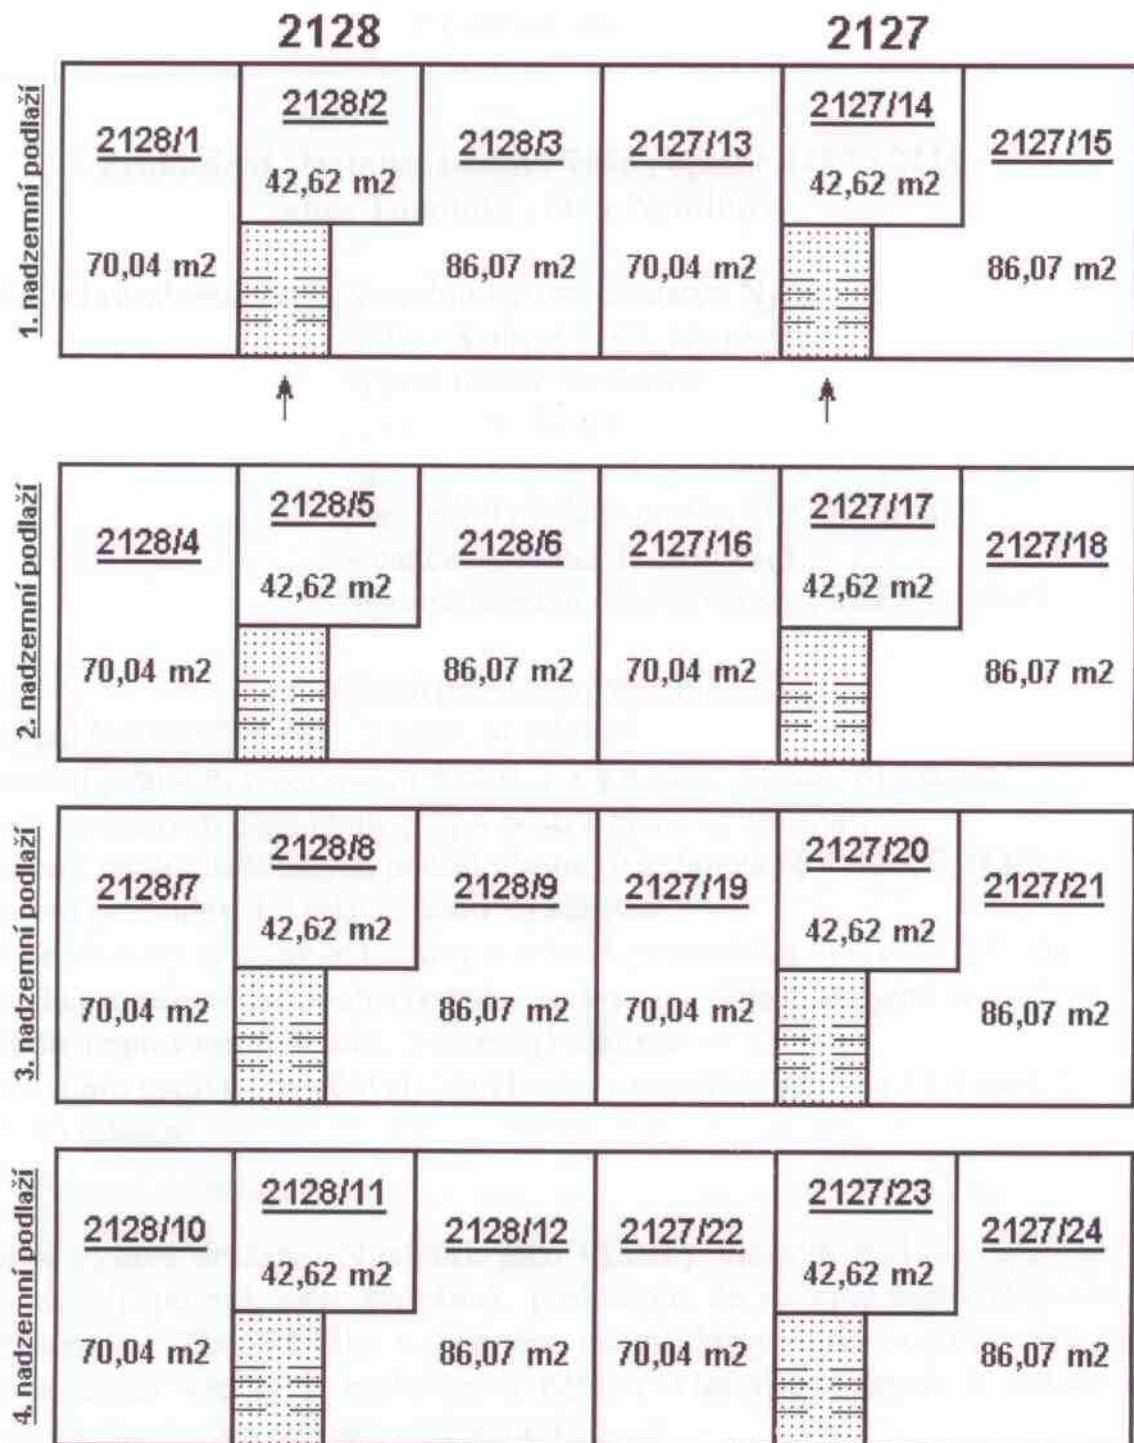 2128 2127
1. nadzemní podlaží
2128/2 2127/14
2128/1 2128/3 2127/13 2127/15
42,62 m2 42,62 m2
70,04 m2 86,07 m2 70,04 m2 86,07 m2
2. nadzemní podlaží
2128/5 2127/17
2128/4 2128/6 2127/16 2127/18
42,62 m2 42,62 m2
70,04 m2 86,07 m2 70,04 m2 86,07 m2
3. nadzemní podlaží
2128/8 2127/20
2128/7 2128/9 2127/19 2127/21
42,62 m2 42,62 m2
70,04 m2 86,07 m2 70,04 m2 86,07 m2
4. nadzemní podlaží
2128/11 2127/23
2128/10 2128/12 2127/22 2127/24
42,62 m2 42,62 m2
70,04 m2 86,07 m2 70,04 m2 86,07 m2